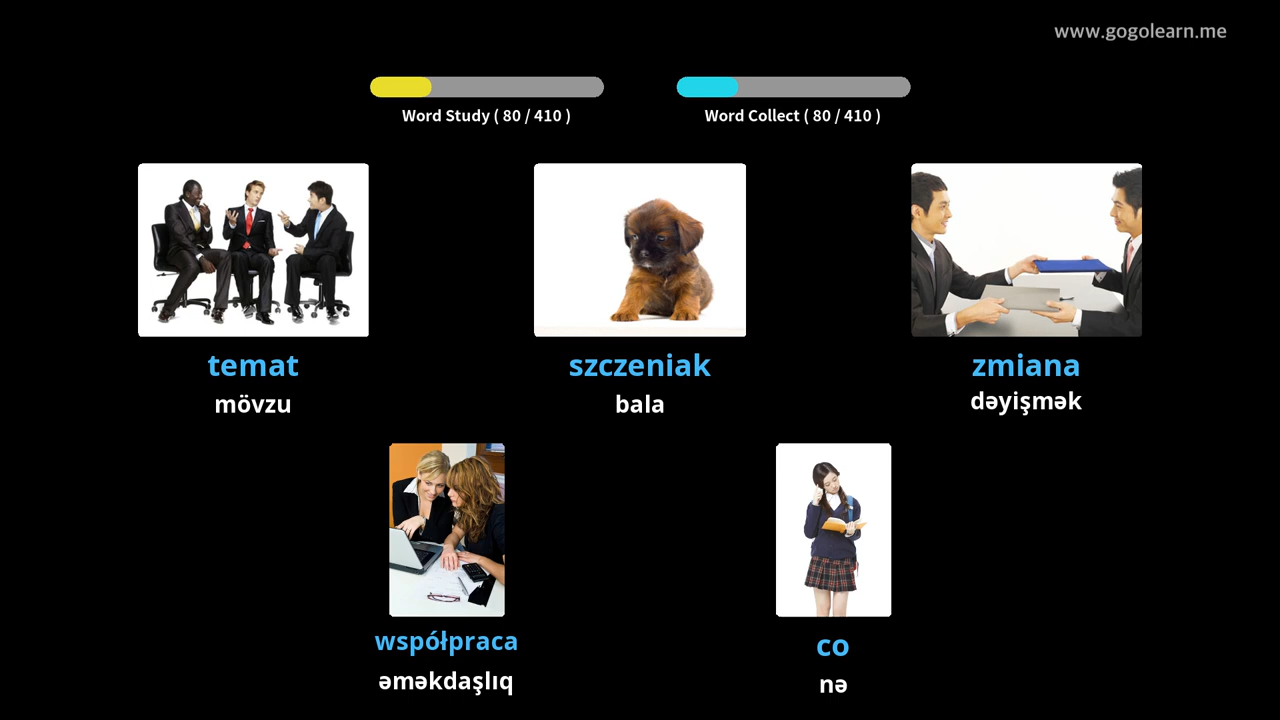 www.gogolearn.me
Word Study ( 80 / 410 )
Word Collect ( 80 / 410 )
temat
mövzu
szczeniak
bala
zmiana
dəyişmək
współpraca
əməkdaşlıq
co
nə